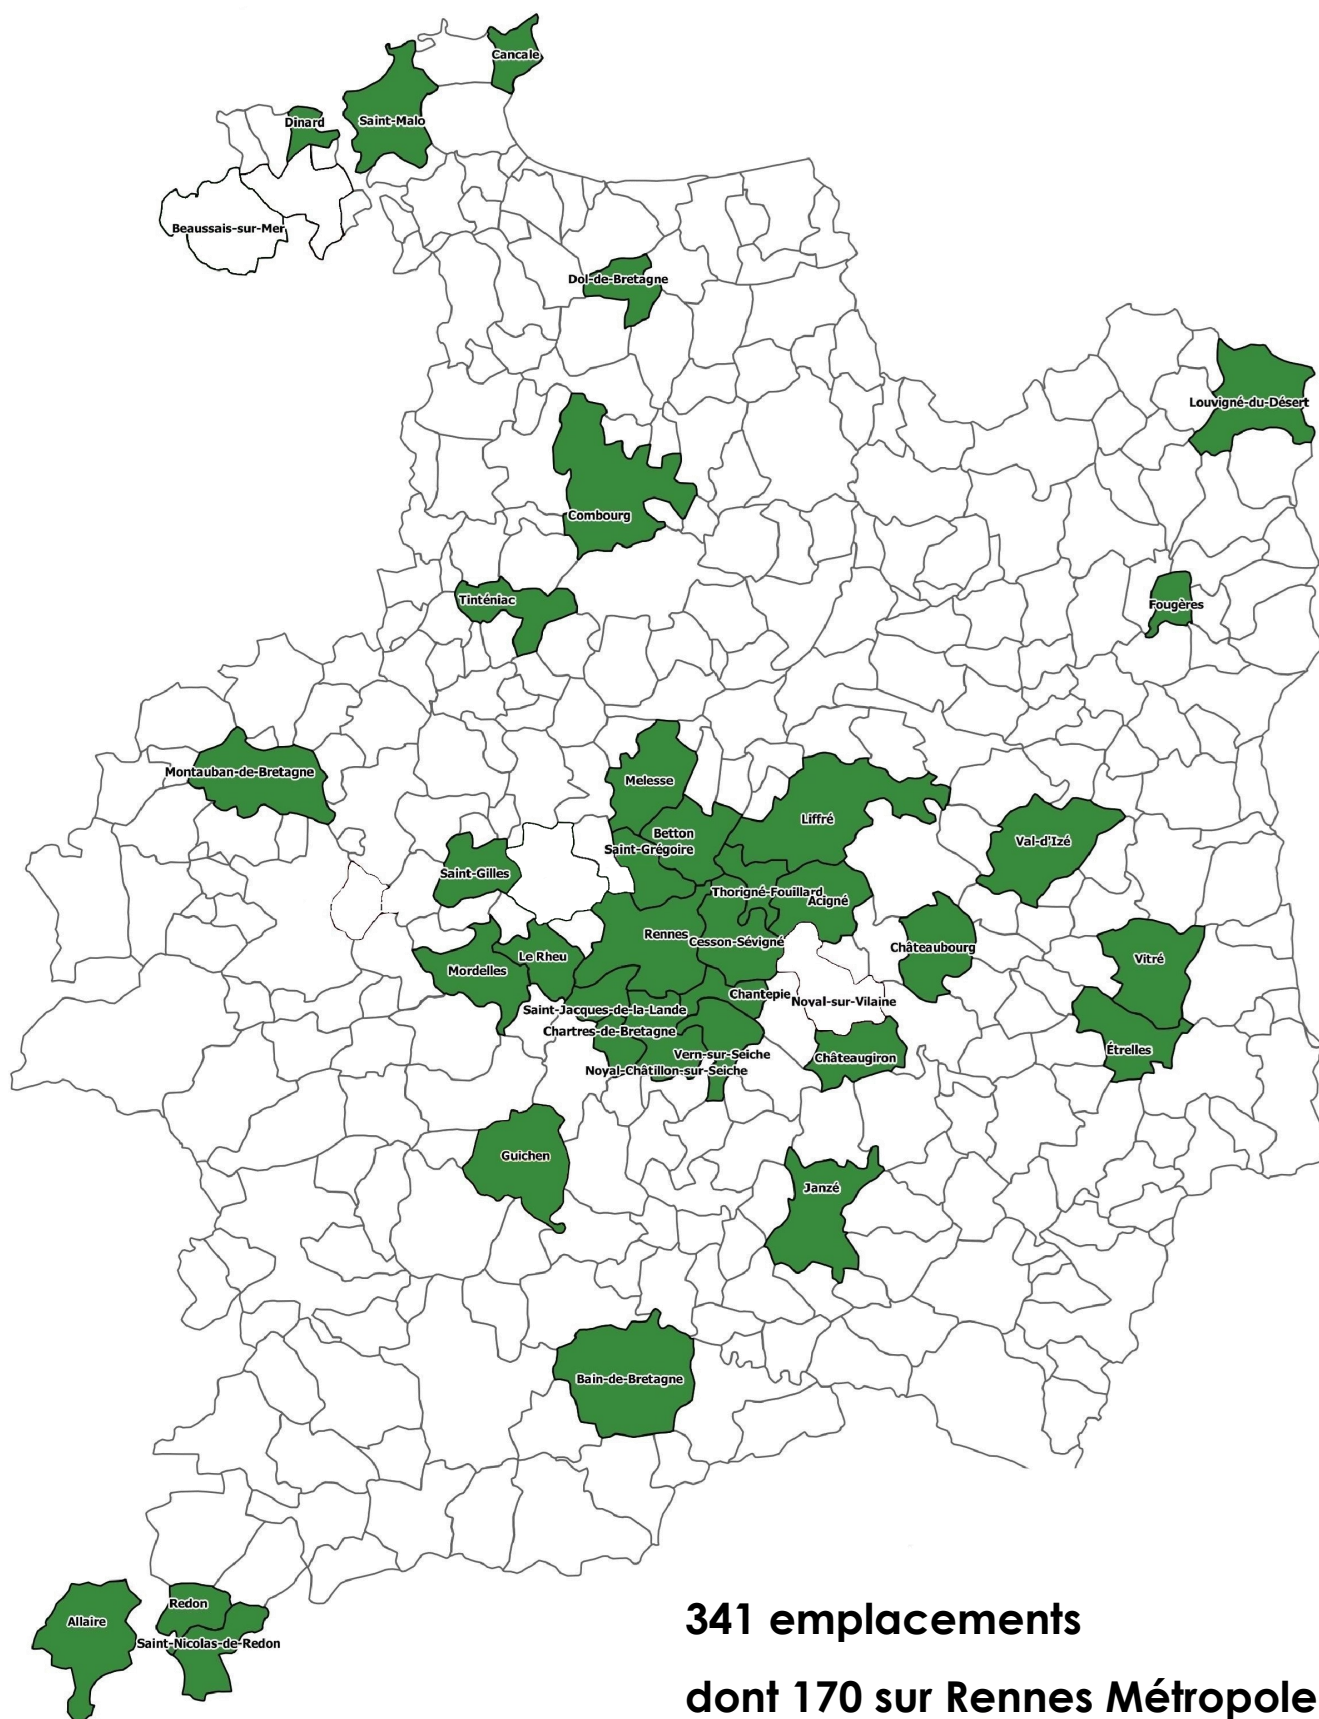 Cancale
Saint-Malo
Dinard
Beaussais-sur-Mer
Dol-de-Bretagne
Louvigné-du-Désert
Combourg
Tinténiac
Fougères
Montauban-de-Bretagne
Melesse
Liffré
Betton
Val-d'Izé
Saint-Grégoire
Saint-Gilles
Thorigné-Fouillard
Acigné
Rennes
Cesson-Sévigné
Châteaubourg
Le Rheu
Vitré
Mordelles
Chantepie
Noyal-sur-Vilaine
Saint-Jacques-de-la-Lande
Chartres-de-Bretagne
Étrelles
Vern-sur-Seiche
Châteaugiron
Noyal-Châtillon-sur-Seiche
Guichen
Janzé
Bain-de-Bretagne
Redon
Allaire
Saint-Nicolas-de-Redon
341 emplacements
dont 170 sur Rennes Métropole